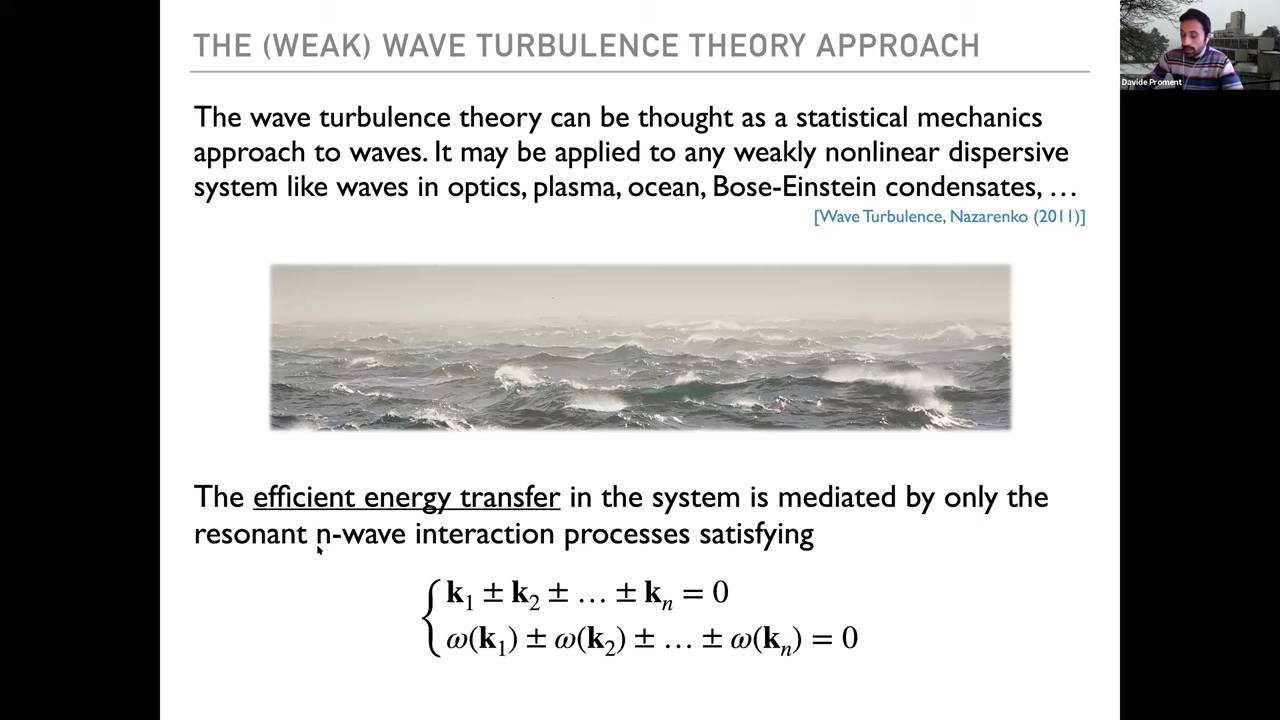 THE (WEAK) WAVE TURBULENCE THEORY APPROACH
Davide Proment
The wave turbulence theory can be thought as a statistical mechanics
approach to waves. It may be applied to any weakly nonlinear dispersive
system like waves in optics, plasma, ocean, Bose-Einstein condensates, …
[Wave Turbulence, Nazarenko (2011)]
The efficient energy transfer in the system is mediated by only the
resonant n-wave interaction processes satisfying
k₁ ± k₂ ± … ± kₙ = 0
ω(k₁) ± ω(k₂) ± … ± ω(kₙ) = 0